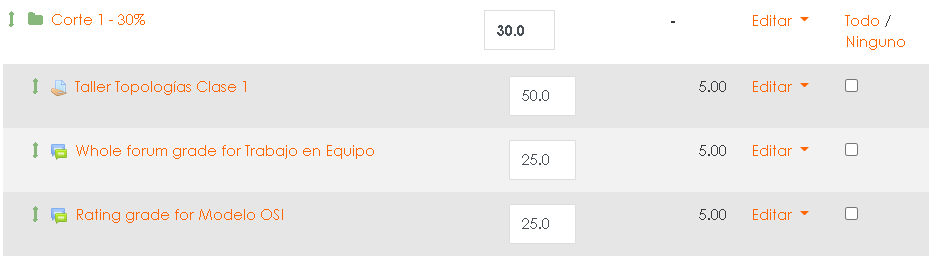 Corte 1 - 30% 30.0 - Editar Todo /
Ninguno
Taller Topologías Clase 1 50.0 5.00 Editar
Whole forum grade for Trabajo en Equipo 25.0 5.00 Editar
Rating grade for Modelo OSI 25.0 5.00 Editar